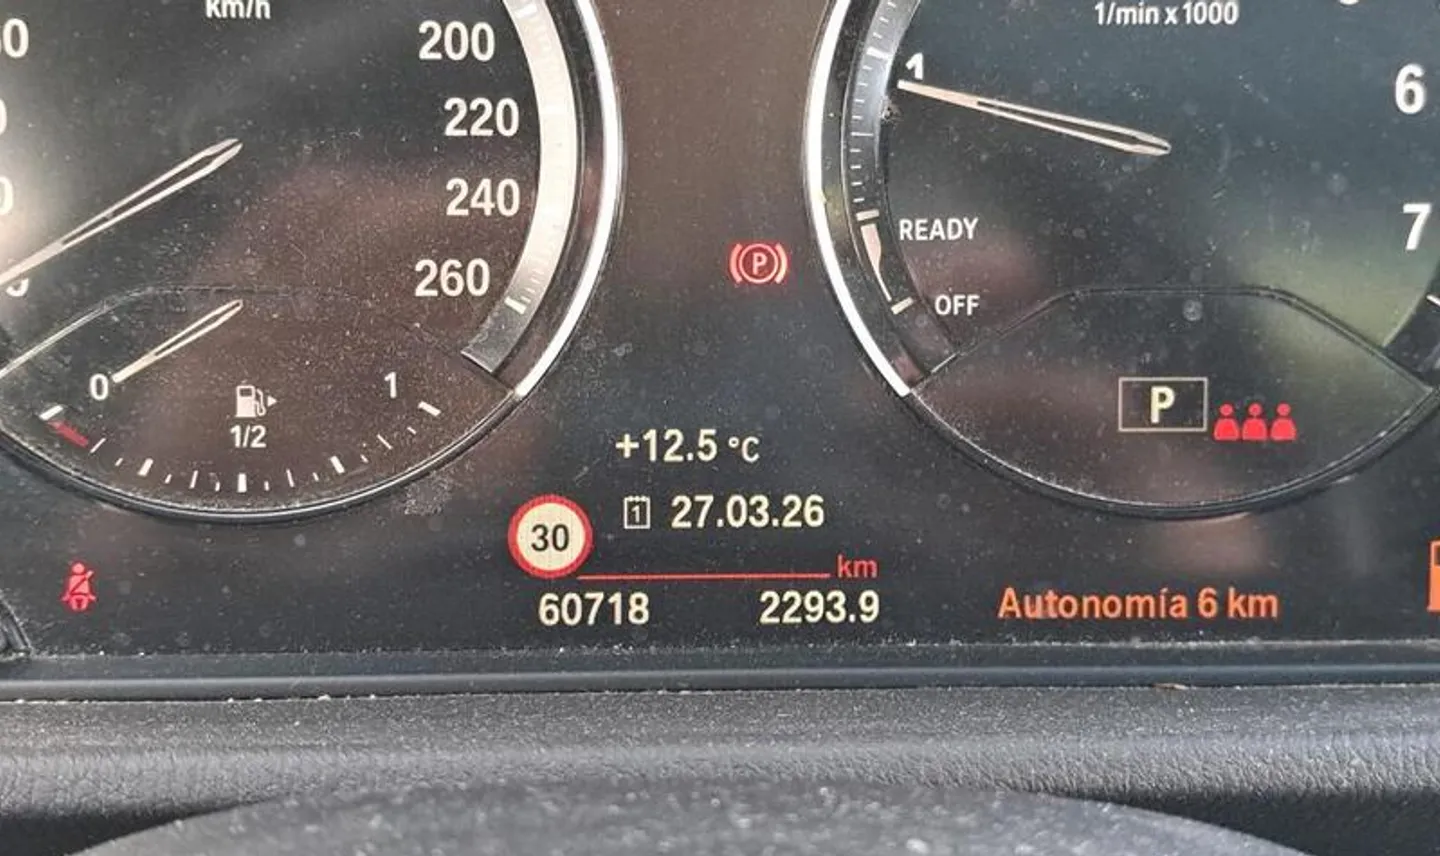 km/h
200
220
240
260
0
1/2
1
1/min x 1000
1
6
7
READY
OFF
P
P
+12.5 °C
1 27.03.26
30
km
60718 2293.9
Autonomía 6 km